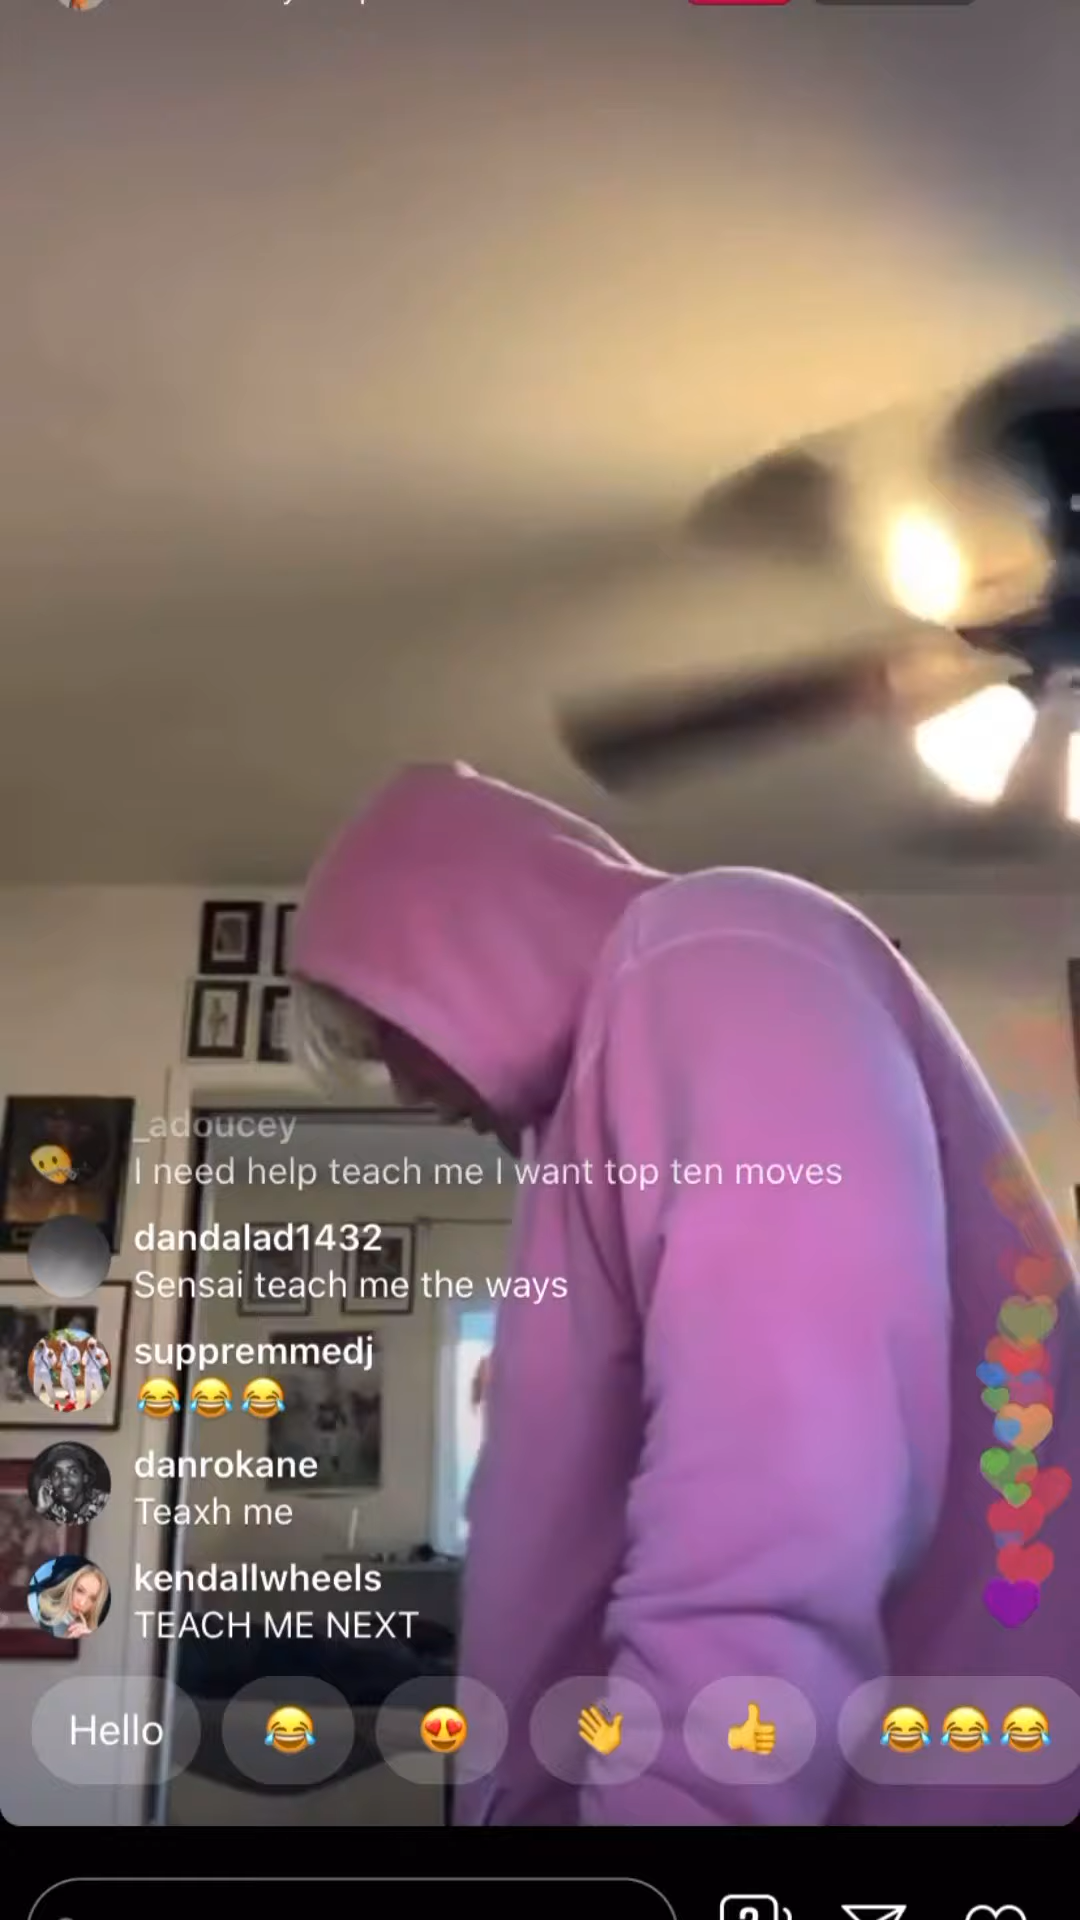 _adoucey
I need help teach me I want top ten moves
dandalad1432
Sensai teach me the ways
suppremmedj
😂😂😂
danrokane
Teaxh me
kendallwheels
TEACH ME NEXT
Hello 😂 😍 👋 👍 😂😂😂